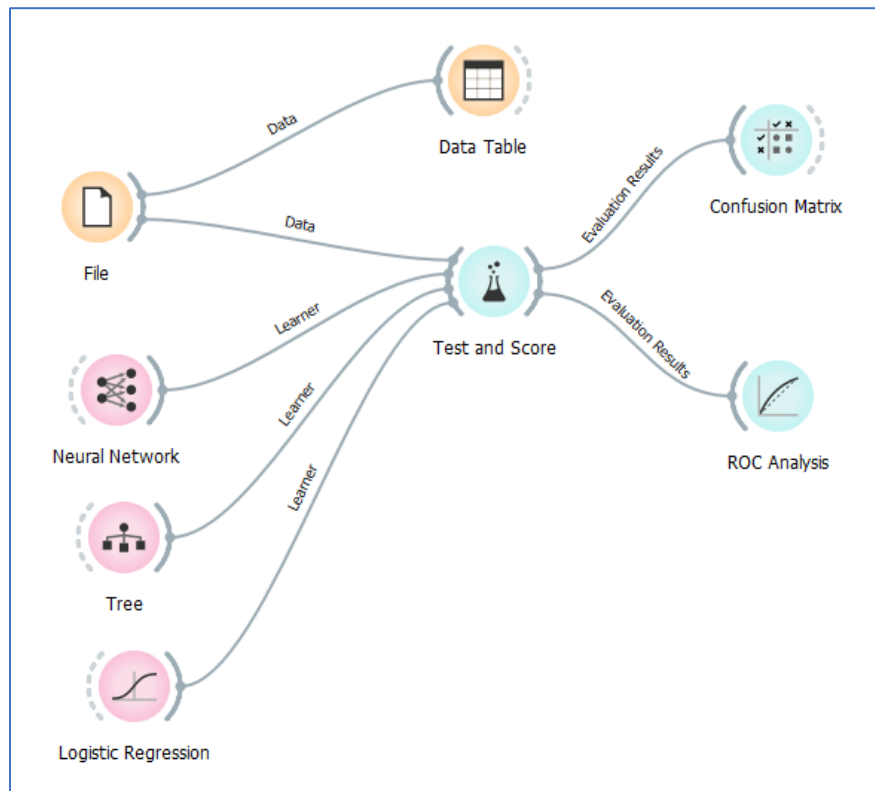 Data
Data Table
Evaluation Results
Confusion Matrix
File
Data
Learner
Test and Score
Evaluation Results
Neural Network
Learner
ROC Analysis
Learner
Tree
Logistic Regression